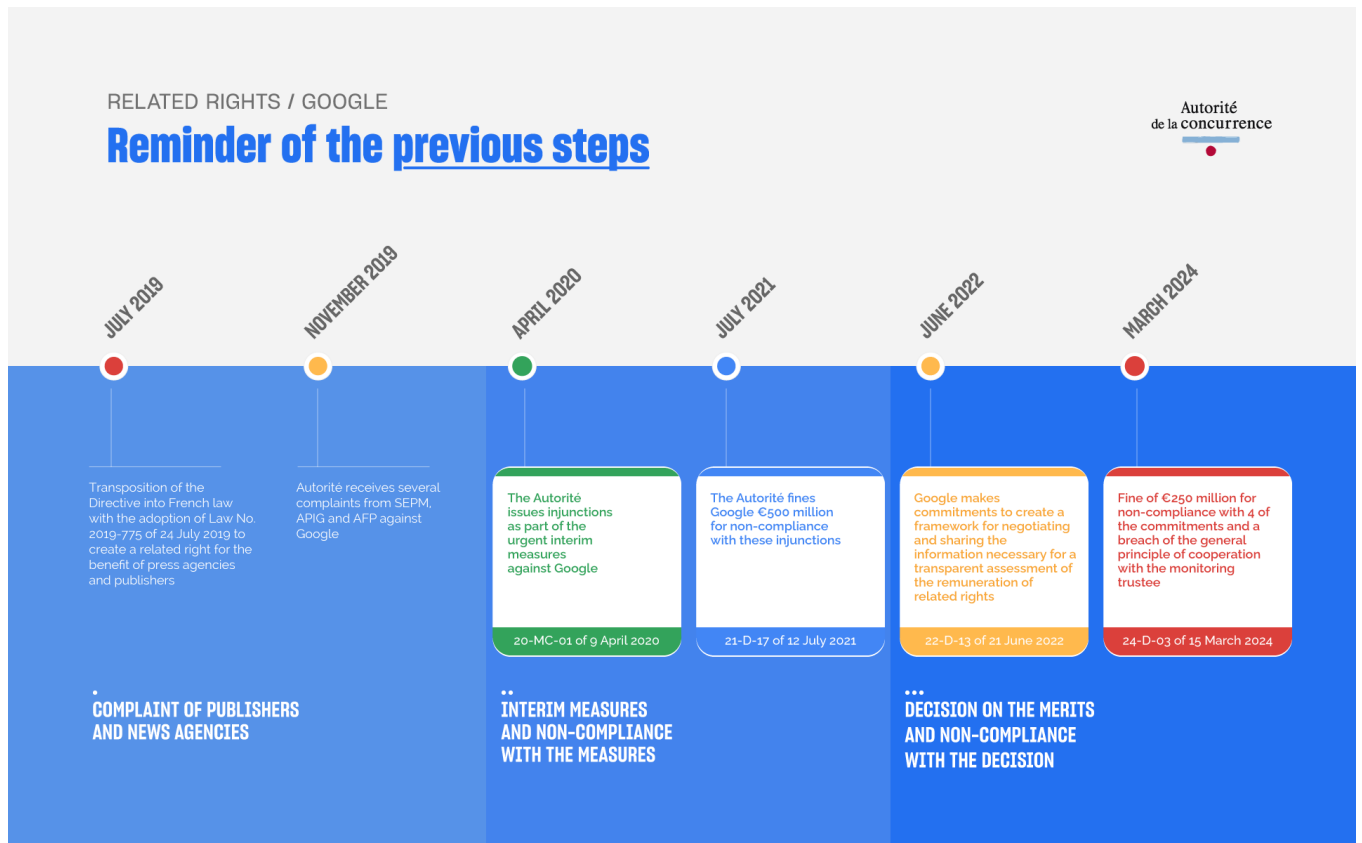 RELATED RIGHTS / GOOGLE
Reminder of the previous steps
Autorité
de la concurrence
JULY 2019
NOVEMBER 2019
APRIL 2020
JULY 2021
JUNE 2022
MARCH 2024
Transposition of the
Directive into French law
with the adoption of Law No.
2019-775 of 24 July 2019 to
create a related right for the
benefit of press agencies
and publishers
Autorité receives several
complaints from SEPM,
APIG and AFP against
Google
The Autorité
issues injunctions
as part of the
urgent interim
measures
against Google
20-MC-01 of 9 April 2020
The Autorité fines
Google €500 million
for non-compliance
with these injunctions
21-D-17 of 12 July 2021
Google makes
commitments to create a
framework for negotiating
and sharing the
information necessary for a
transparent assessment of
the remuneration of
related rights
22-D-13 of 21 June 2022
Fine of €250 million for
non-compliance with 4 of
the commitments and a
breach of the general
principle of cooperation
with the monitoring
trustee
24-D-03 of 15 March 2024
COMPLAINT OF PUBLISHERS
AND NEWS AGENCIES
INTERIM MEASURES
AND NON-COMPLIANCE
WITH THE MEASURES
DECISION ON THE MERITS
AND NON-COMPLIANCE
WITH THE DECISION